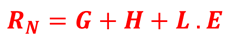 R_N = G + H + L . E